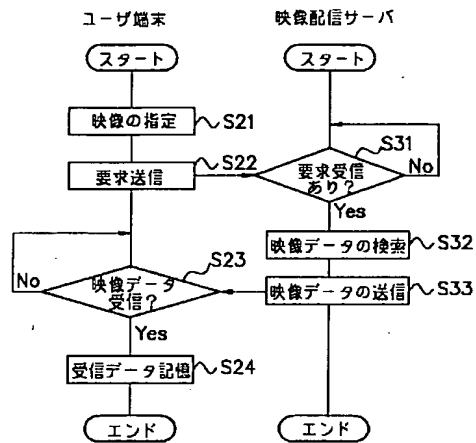 ユーザ端末
映像配信サーバ
スタート
スタート
映像の指定
S21
要求送信
S22
要求受信
あり?
S31
No
Yes
映像データの検索
S32
映像データ
受信?
S23
No
Yes
映像データの送信
S33
受信データ記憶
S24
エンド
エンド